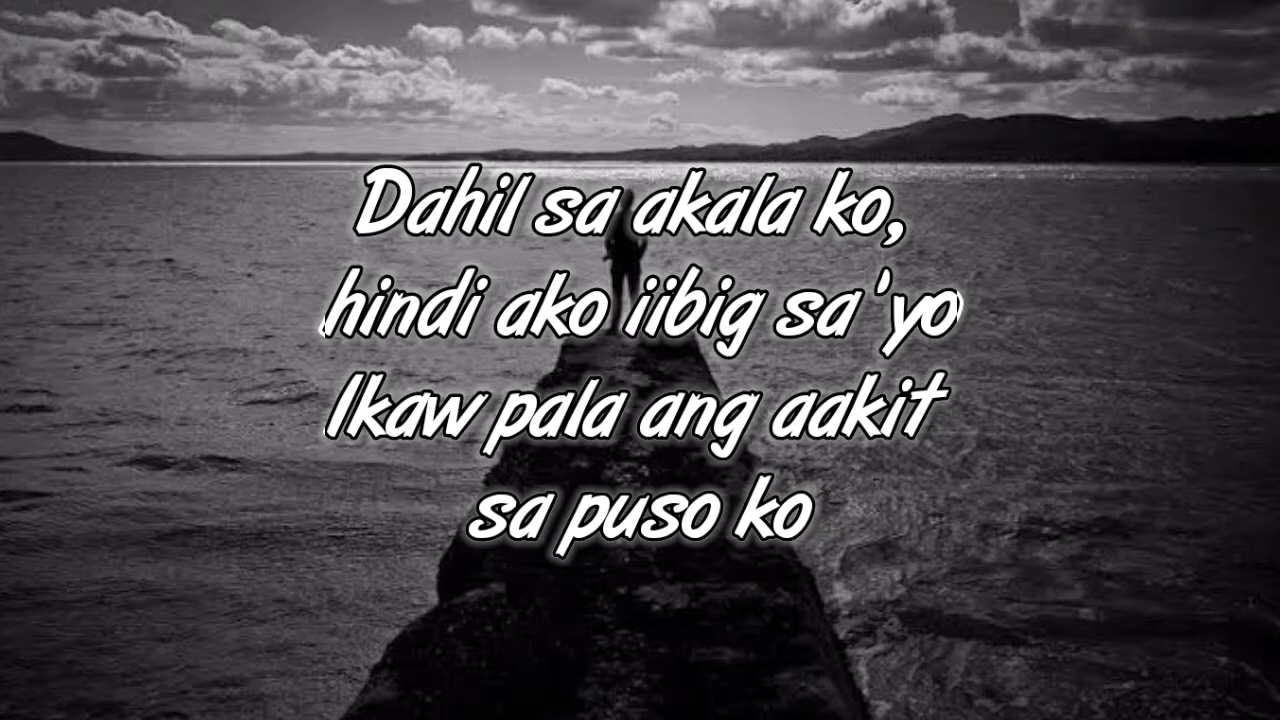 Dahil sa akala ko,
hindi ako iibig sa'yo
Ikaw pala ang aakit
sa puso ko